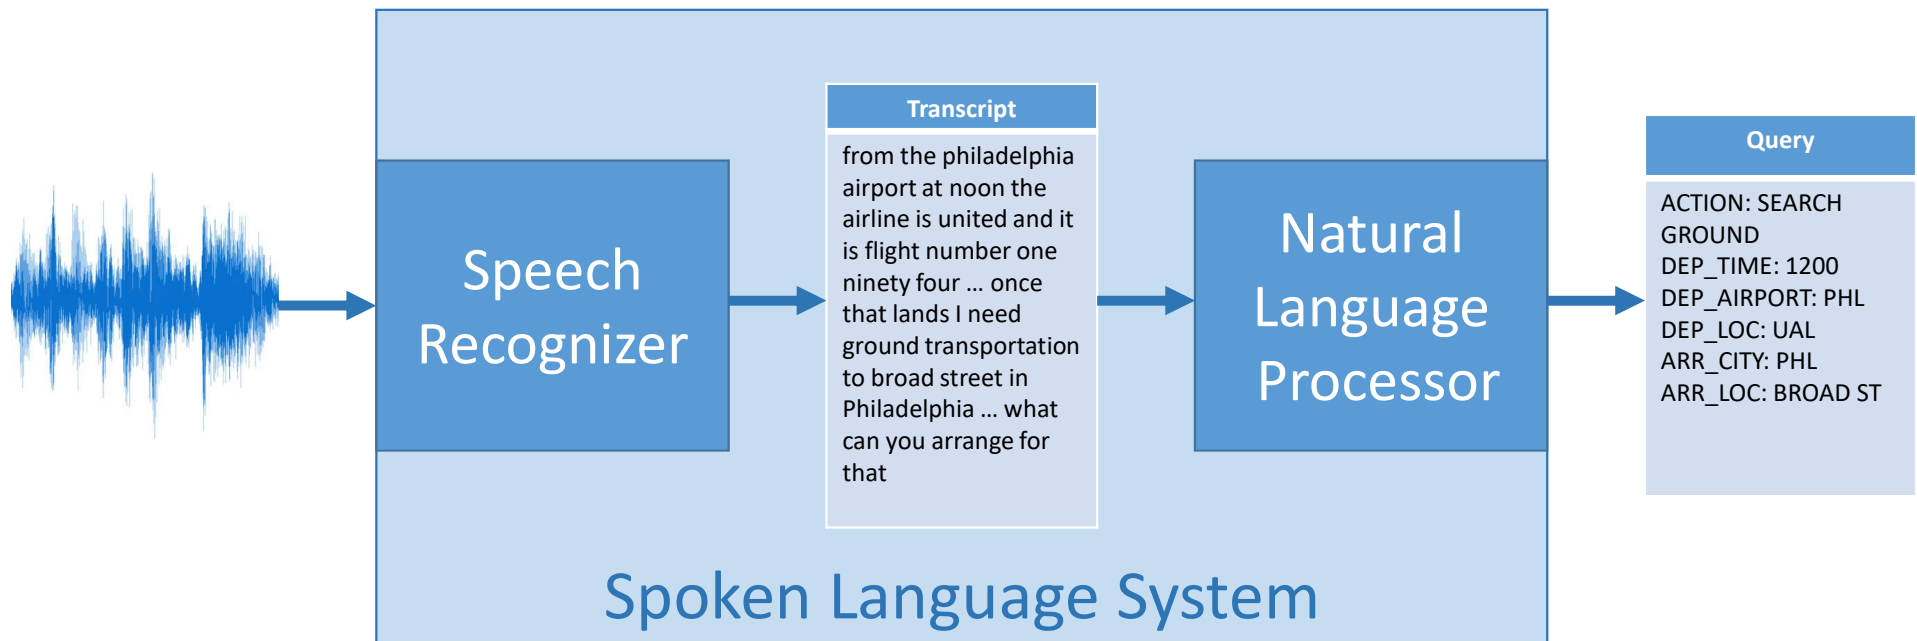 Speech
Recognizer
Transcript
from the philadelphia
airport at noon the
airline is united and it
is flight number one
ninety four ... once
that lands I need
ground transportation
to broad street in
Philadelphia ... what
can you arrange for
that
Natural
Language
Processor
Query
ACTION: SEARCH
GROUND
DEP_TIME: 1200
DEP_AIRPORT: PHL
DEP_LOC: UAL
ARR_CITY: PHL
ARR_LOC: BROAD ST
Spoken Language System